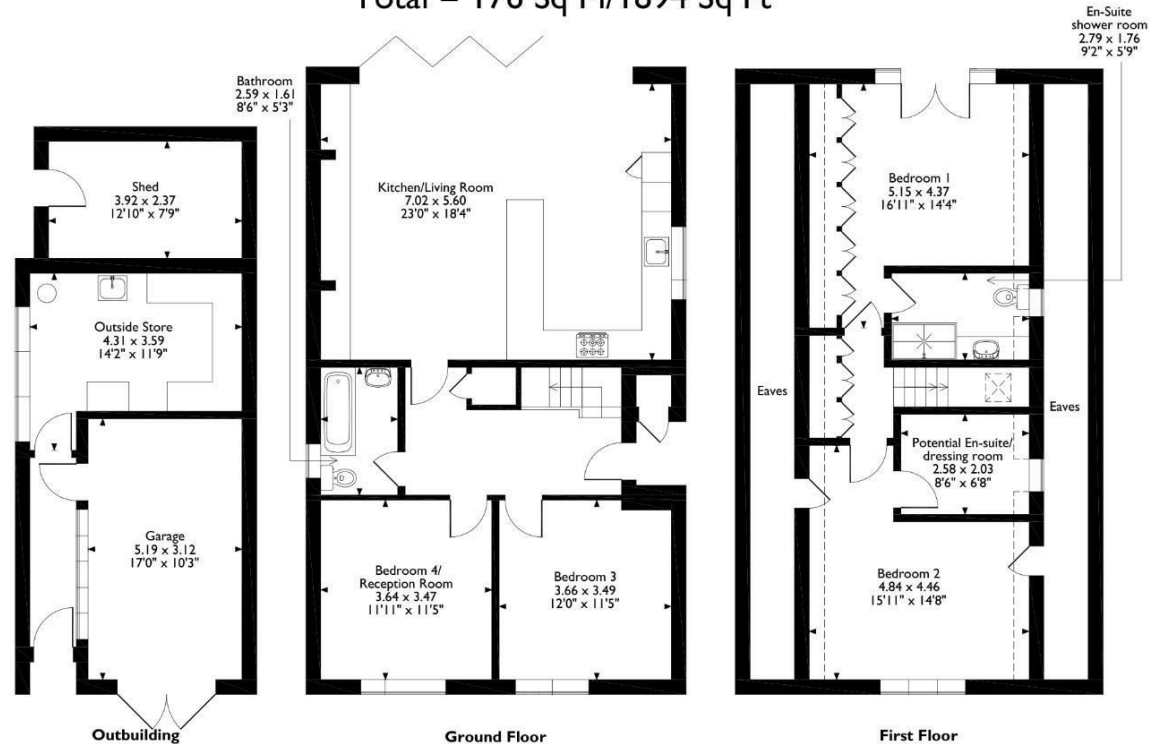 Total = 176 Sq M/1894 Sq Ft
En-Suite
shower room
2.79 x 1.76
9'2" x 5'9"
Bathroom
2.59 x 1.61
8'6" x 5'3"
Shed
3.92 x 2.37
12'10" x 7'9"
Kitchen/Living Room
7.02 x 5.60
23'0" x 18'4"
Bedroom 1
5.15 x 4.37
16'11" x 14'4"
Outside Store
4.31 x 3.59
14'2" x 11'9"
Eaves
Eaves
Potential En-suite/
dressing room
2.58 x 2.03
8'6" x 6'8"
Garage
5.19 x 3.12
17'0" x 10'3"
Bedroom 4/
Reception Room
3.64 x 3.47
11'11" x 11'5"
Bedroom 3
3.66 x 3.49
12'0" x 11'5"
Bedroom 2
4.84 x 4.46
15'11" x 14'8"
Outbuilding
Ground Floor
First Floor